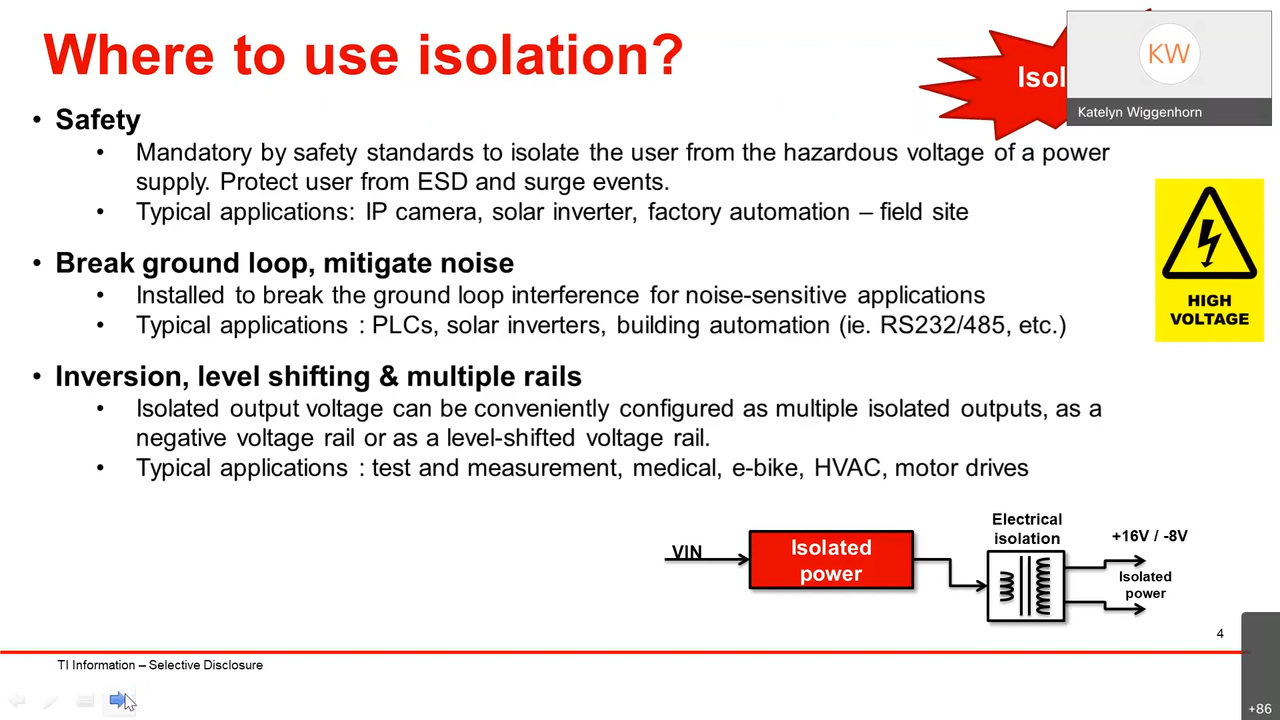 Where to use isolation?
Isol
KW
Katelyn Wiggenhorn
• Safety
• Mandatory by safety standards to isolate the user from the hazardous voltage of a power
supply. Protect user from ESD and surge events.
• Typical applications: IP camera, solar inverter, factory automation – field site
• Break ground loop, mitigate noise
• Installed to break the ground loop interference for noise-sensitive applications
• Typical applications : PLCs, solar inverters, building automation (ie. RS232/485, etc.)
HIGH
VOLTAGE
• Inversion, level shifting & multiple rails
• Isolated output voltage can be conveniently configured as multiple isolated outputs, as a
negative voltage rail or as a level-shifted voltage rail.
• Typical applications : test and measurement, medical, e-bike, HVAC, motor drives
VIN
Isolated
power
Electrical
isolation
+16V / -8V
Isolated
power
4
TI Information – Selective Disclosure
+86